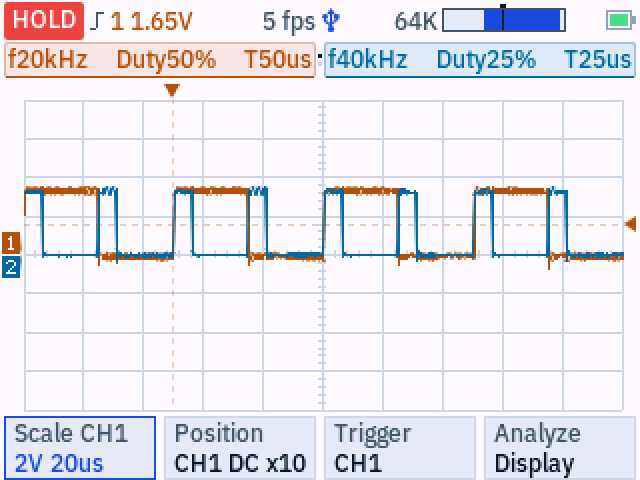 HOLD 1 1.65V 5 fps 64K
f20kHz Duty50% T50us f40kHz Duty25% T25us
1
2
Scale CH1 Position Trigger Analyze
2V 20us CH1 DC x10 CH1 Display